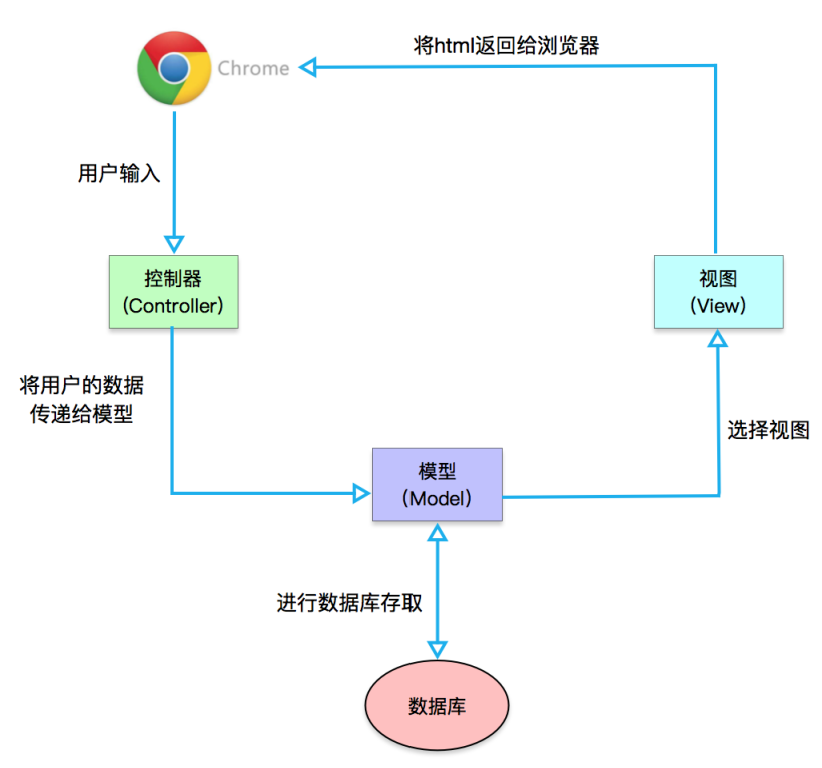 将html返回给浏览器
Chrome
用户输入
控制器
(Controller)
视图
(View)
将用户的数据
传递给模型
选择视图
模型
(Model)
进行数据库存取
数据库